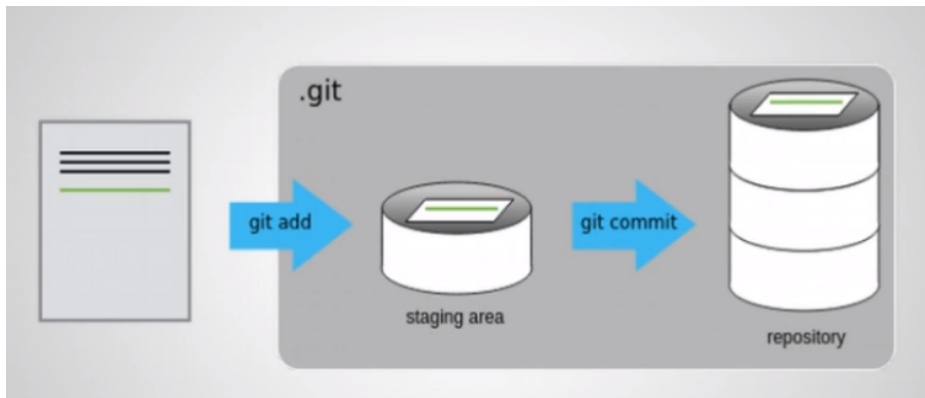 .git
git add
git commit
staging area
repository